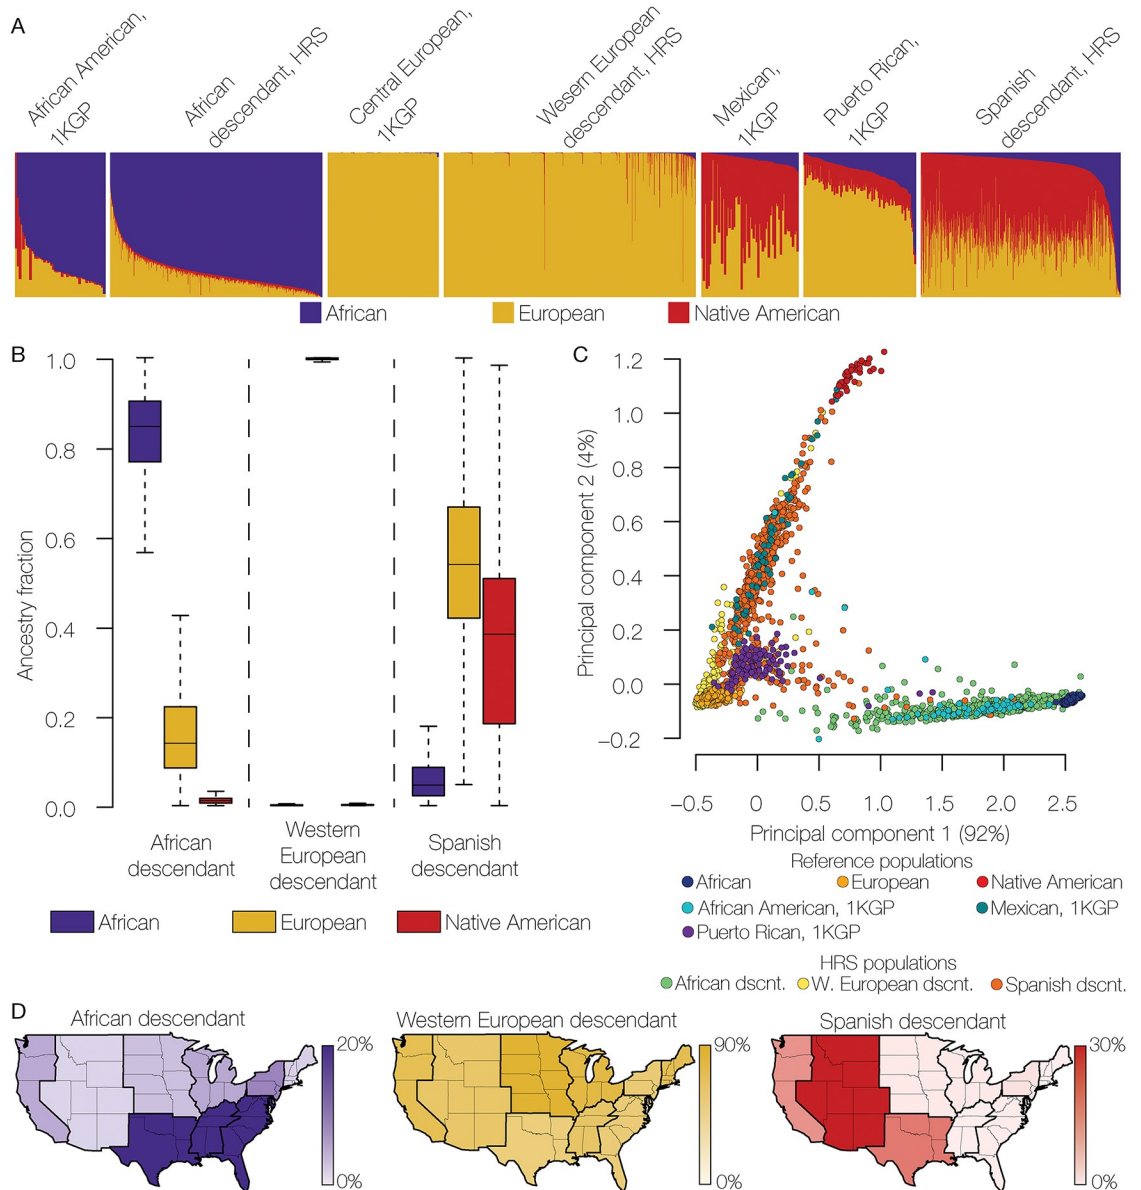 A
African American,
1KGP
African
descendant, HRS
Central European,
1KGP
Wesern European
descendant, HRS
Mexican,
1KGP
Puerto Rican,
1KGP
Spanish
descendant, HRS
African European Native American
B
1.0
0.8
0.6
0.4
0.2
0.0
Ancestry fraction
African
descendant
Western
European
descendant
Spanish
descendant
African European Native American
C
1.2
1.0
0.8
0.6
0.4
0.2
0.0
−0.2
Principal component 2 (4%)
−0.5 0 0.5 1.0 1.5 2.0 2.5
Principal component 1 (92%)
Reference populations
African European Native American
African American, 1KGP Mexican, 1KGP
Puerto Rican, 1KGP
HRS populations
African dscnt. W. European dscnt. Spanish dscnt.
D
African descendant
20%
0%
Western European descendant
90%
0%
Spanish descendant
30%
0%